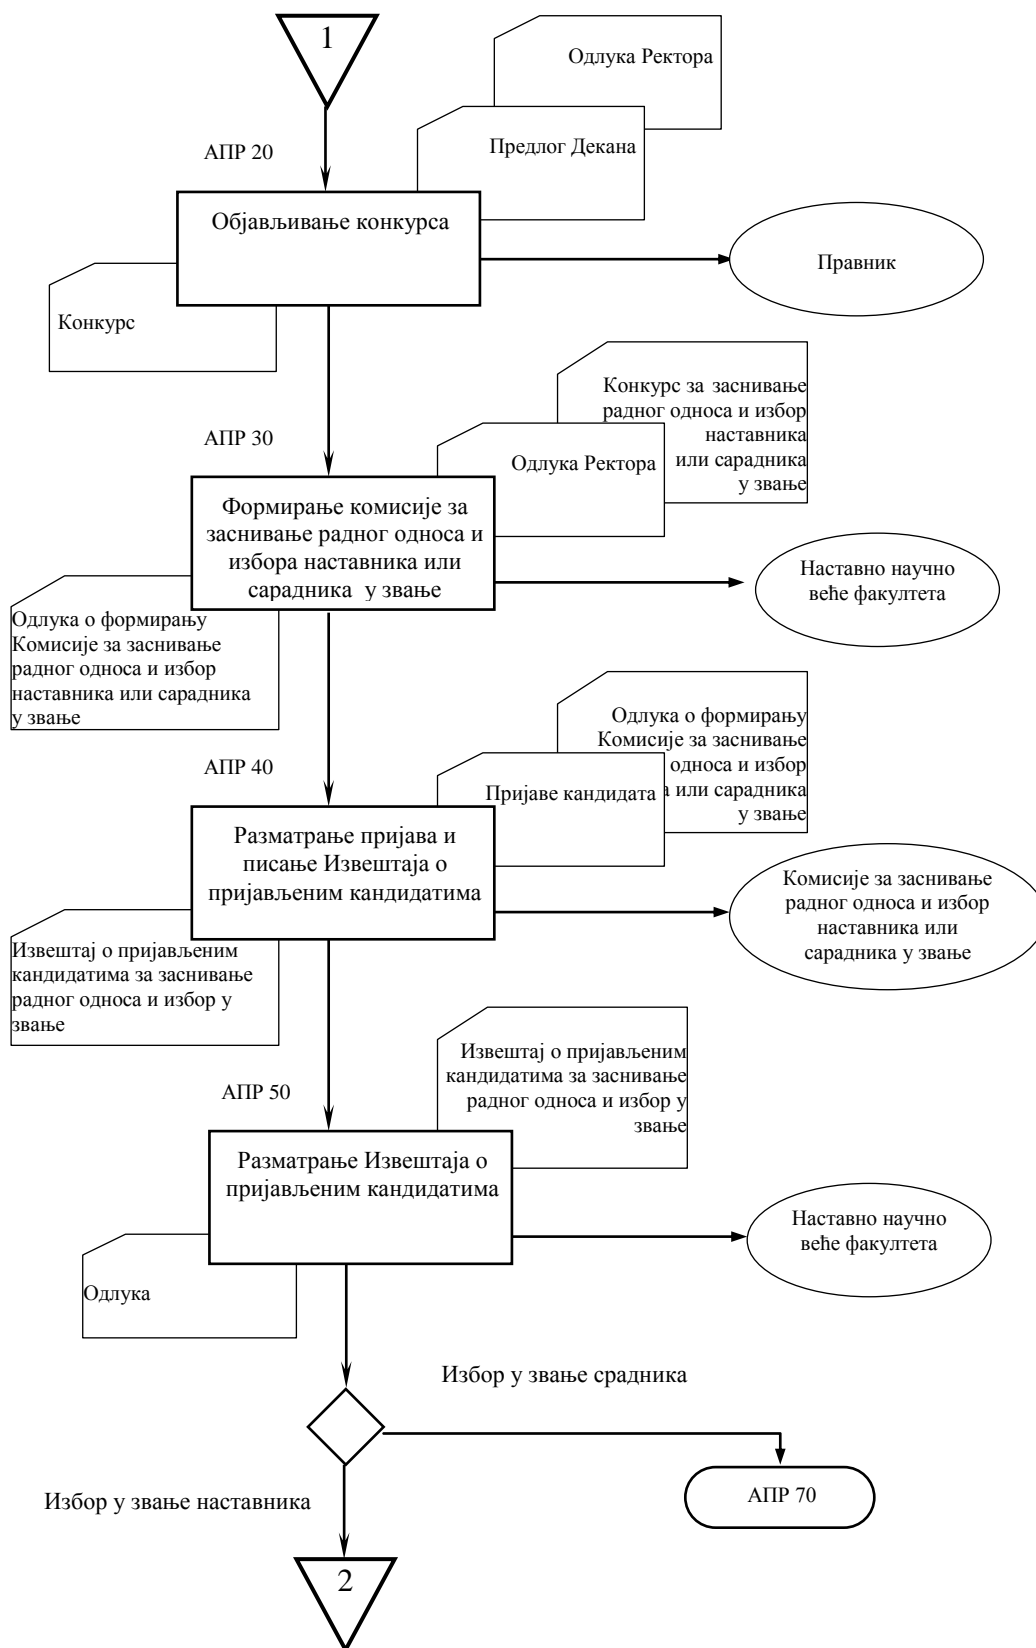 1
Одлука Ректора
Предлог Декана
АПР 20
Објављивање конкурса
Правник
Конкурс
Конкурс за заснивање
радног односа и избор
наставника
или сарадника
у звање
АПР 30
Одлука Ректора
Формирање комисије за
заснивање радног односа и
избора наставника или
сарадника у звање
Наставно научно
веће факултета
Одлука о формирању
Комисије за заснивање
радног односа и избор
наставника или сарадника
у звање
Одлука о формирању
Комисије за заснивање
односа и избор
или сарадника
у звање
АПР 40
Пријаве кандидата
Разматрање пријава и
писање Извештаја о
пријављеним кандидатима
Комисије за заснивање
радног односа и избор
наставника или
сарадника у звање
Извештај о пријављеним
кандидатима за заснивање
радног односа и избор у
звање
Извештај о пријављеним
кандидатима за заснивање
радног односа и избор у
звање
АПР 50
Разматрање Извештаја о
пријављеним кандидатима
Наставно научно
веће факултета
Одлука
Избор у звање срадника
АПР 70
Избор у звање наставника
2